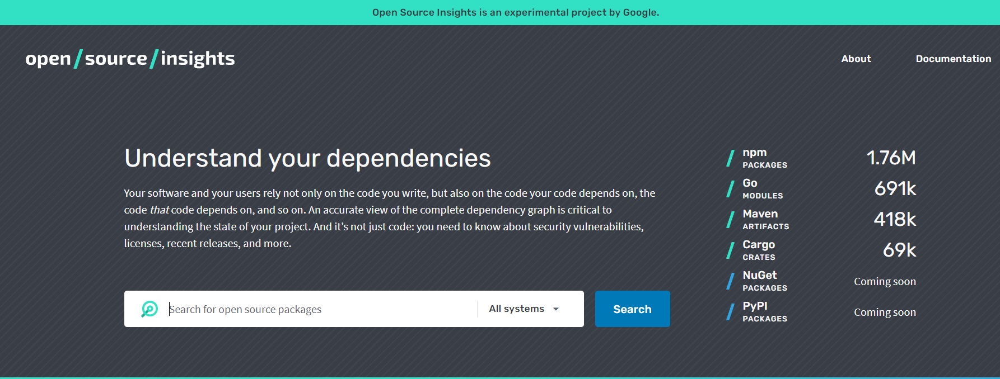 Open Source Insights is an experimental project by Google.
open/source/insights
About
Documentation
Understand your dependencies
Your software and your users rely not only on the code you write, but also on the code your code depends on, the
code that code depends on, and so on. An accurate view of the complete dependency graph is critical to
understanding the state of your project. And it’s not just code: you need to know about security vulnerabilities,
licenses, recent releases, and more.
Search for open source packages
All systems
Search
npm
PACKAGES
1.76M
Go
MODULES
691k
Maven
ARTIFACTS
418k
Cargo
CRATES
69k
NuGet
PACKAGES
Coming soon
PyPI
PACKAGES
Coming soon